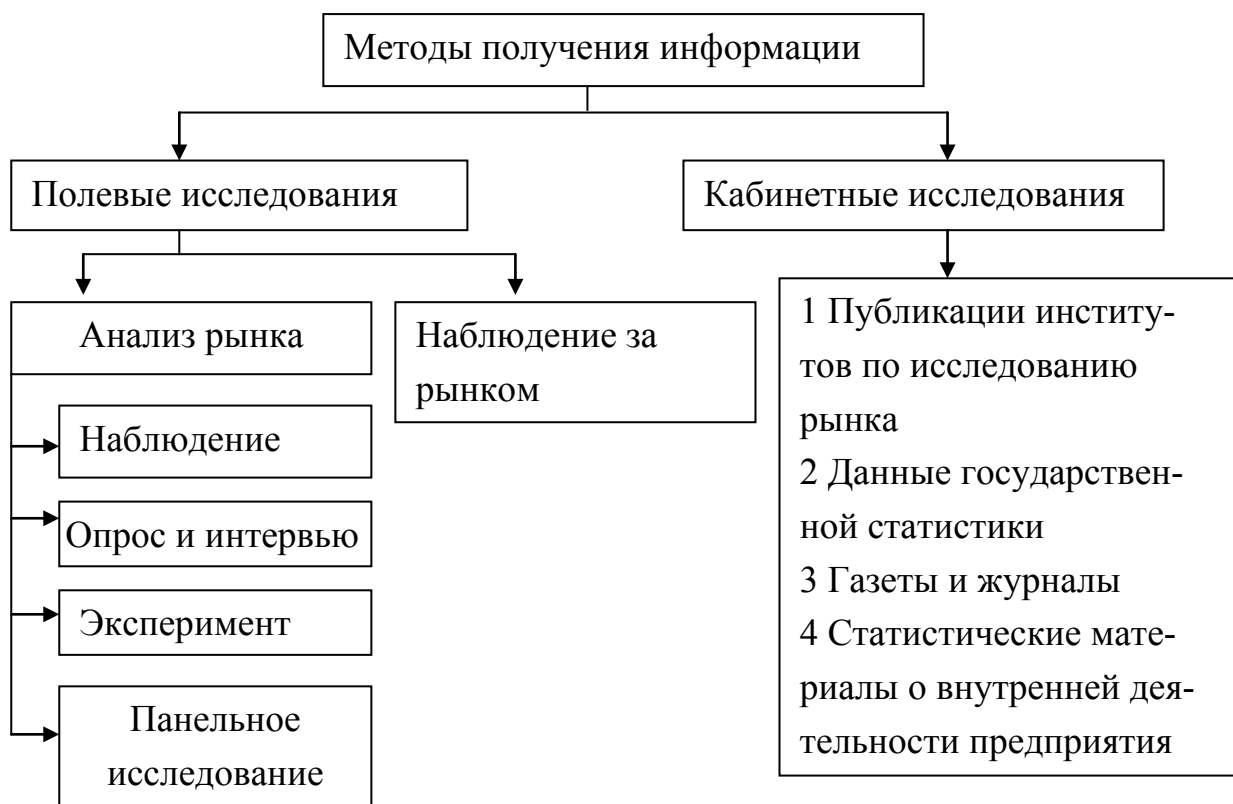 Методы получения информации
Полевые исследования
Кабинетные исследования
Анализ рынка
Наблюдение за
рынком
Наблюдение
Опрос и интервью
Эксперимент
Панельное
исследование
1 Публикации институ-
тов по исследованию
рынка
2 Данные государствен-
ной статистики
3 Газеты и журналы
4 Статистические мате-
риалы о внутренней дея-
тельности предприятия